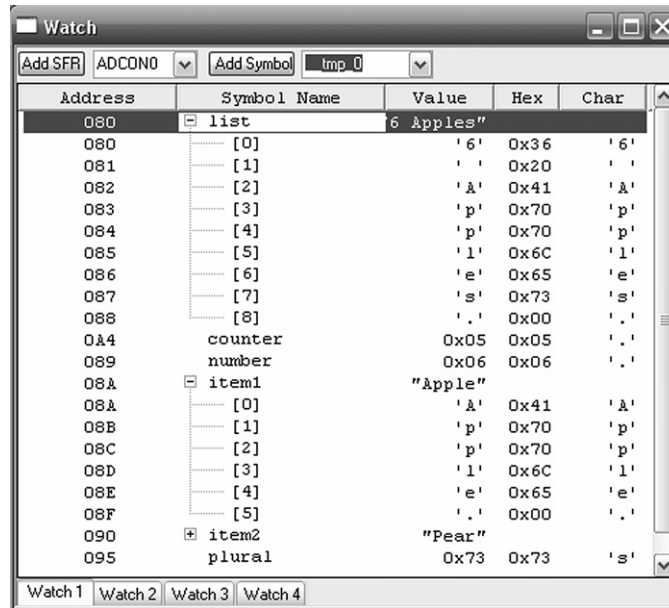 Watch
Add SFR ADCON0 Add Symbol __tmp_0
Address Symbol Name Value Hex Char
080 list "6 Apples"
080 [0] '6' 0x36 '6'
081 [1] ' ' 0x20 ' '
082 [2] 'A' 0x41 'A'
083 [3] 'p' 0x70 'p'
084 [4] 'p' 0x70 'p'
085 [5] 'l' 0x6C 'l'
086 [6] 'e' 0x65 'e'
087 [7] 's' 0x73 's'
088 [8] '.' 0x00 '.'
0A4 counter 0x05 0x05 '.'
089 number 0x06 0x06 '.'
08A item1 "Apple"
08A [0] 'A' 0x41 'A'
08B [1] 'p' 0x70 'p'
08C [2] 'p' 0x70 'p'
08D [3] 'l' 0x6C 'l'
08E [4] 'e' 0x65 'e'
08F [5] '.' 0x00 '.'
090 item2 "Pear"
095 plural 0x73 0x73 's'
Watch 1 Watch 2 Watch 3 Watch 4